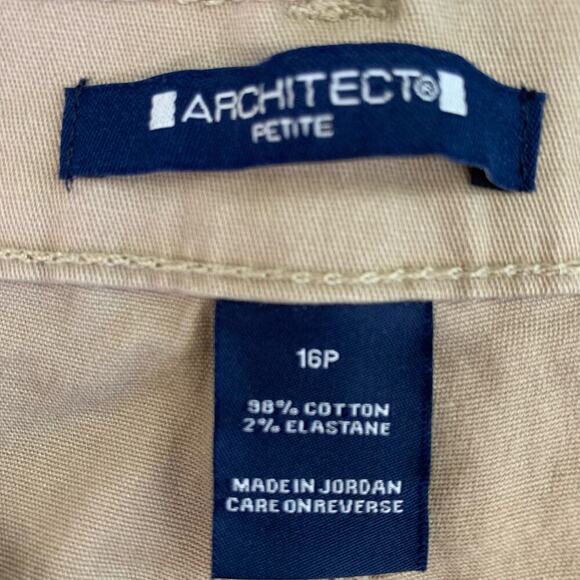 ARCHITECT®
PETITE
16P
98% COTTON
2% ELASTANE
MADE IN JORDAN
CARE ON REVERSE